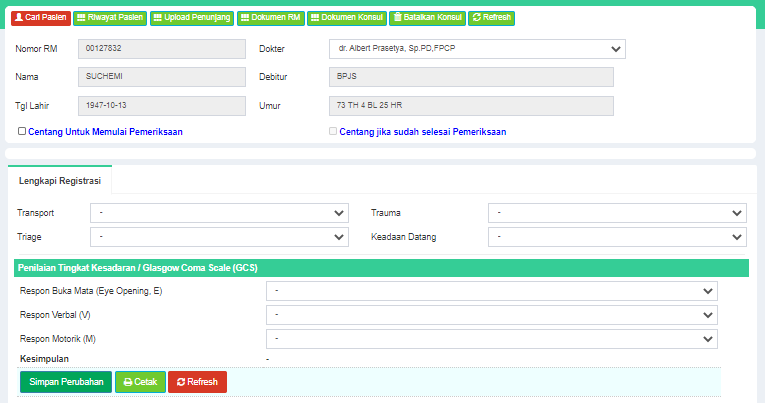 Cari Pasien Riwayat Pasien Upload Penunjang Dokumen RM Dokumen Konsul Batalkan Konsul Refresh
Nomor RM 00127832 Dokter dr. Albert Prasetya, Sp.PD,FPCP
Nama SUCHEMI Debitur BPJS
Tgl Lahir 1947-10-13 Umur 73 TH 4 BL 25 HR
Centang Untuk Memulai Pemeriksaan Centang jika sudah selesai Pemeriksaan
Lengkapi Registrasi
Transport - Trauma -
Triage - Keadaan Datang -
Penilaian Tingkat Kesadaran / Glasgow Coma Scale (GCS)
Respon Buka Mata (Eye Opening, E) -
Respon Verbal (V) -
Respon Motorik (M) -
Kesimpulan -
Simpan Perubahan Cetak Refresh